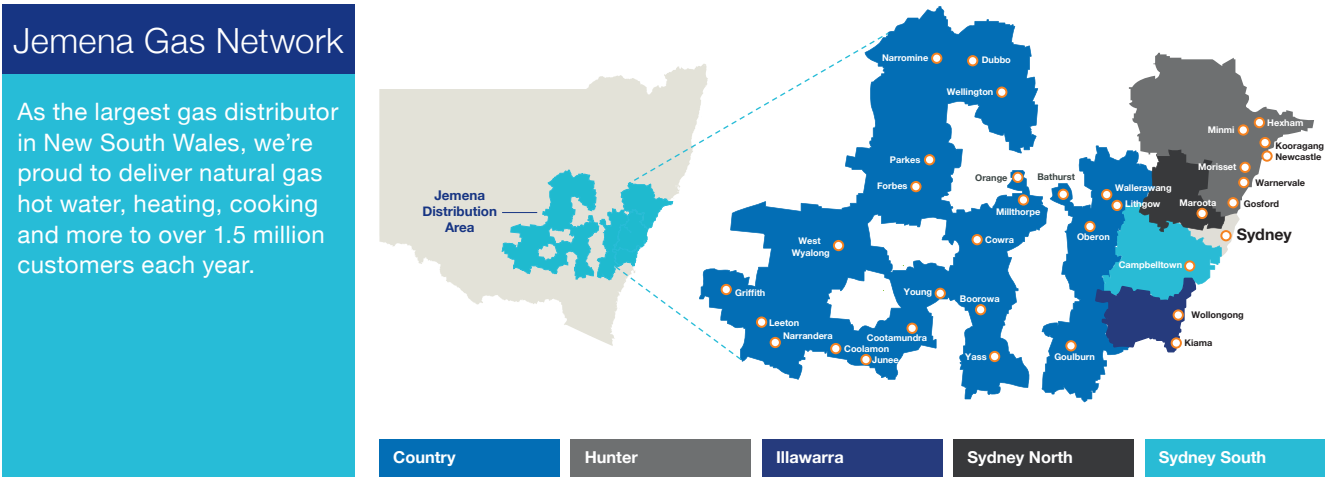 Jemena Gas Network
As the largest gas distributor
in New South Wales, we're
proud to deliver natural gas
hot water, heating, cooking
and more to over 1.5 million
customers each year.
Jemena
Distribution
Area
Narromine
Dubbo
Wellington
Parkes
Forbes
Orange
Bathurst
Millthorpe
Wallerawang
Lithgow
Oberon
Cowra
West
Wyalong
Griffith
Young
Boorowa
Leeton
Narrandera
Cootamundra
Coolamon
Junee
Yass
Goulburn
Hexham
Minmi
Kooragang
Newcastle
Morisset
Warnervale
Maroota
Gosford
Sydney
Campbelltown
Wollongong
Kiama
Country
Hunter
Illawarra
Sydney North
Sydney South